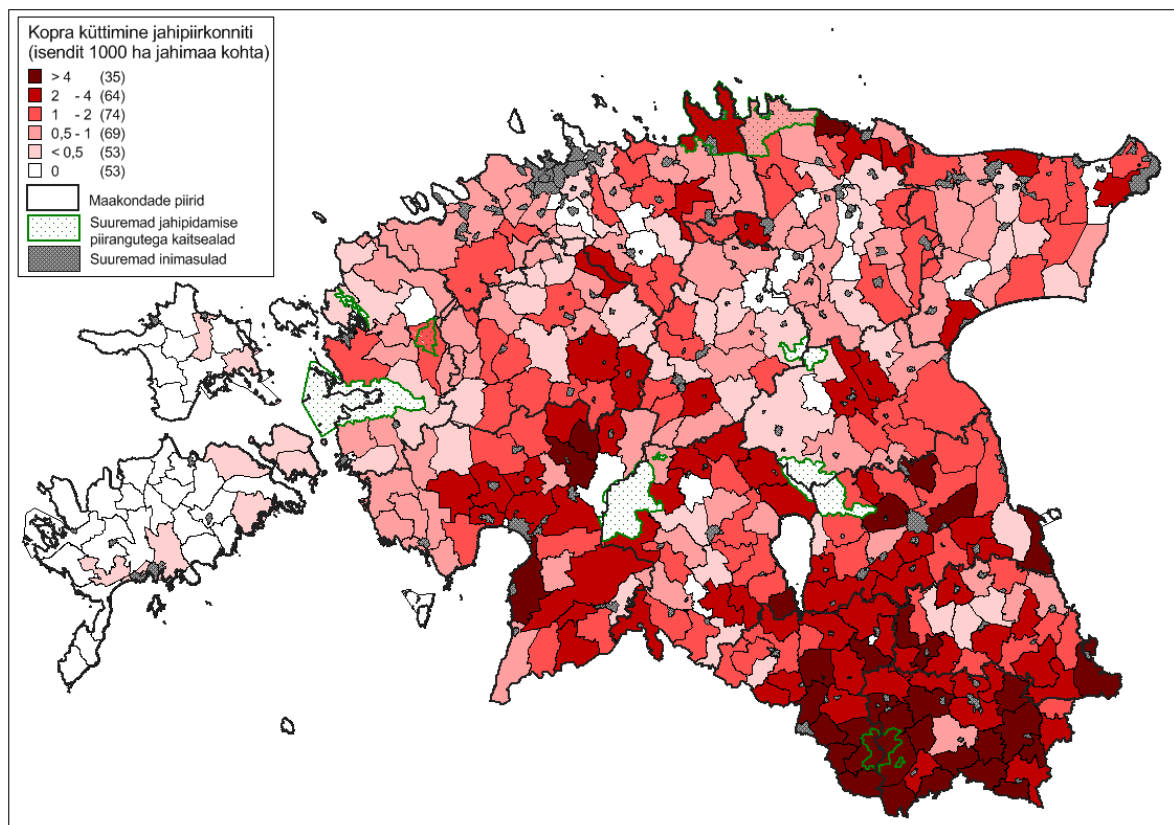 Kopra küttimine jahipiirkonniti
(isendit 1000 ha jahimaa kohta)
> 4 (35)
2 - 4 (64)
1 - 2 (74)
0,5 - 1 (69)
< 0,5 (53)
0 (53)
Maakondade piirid
Suuremad jahipidamise
piirangutega kaitsealad
Suuremad inimasulad